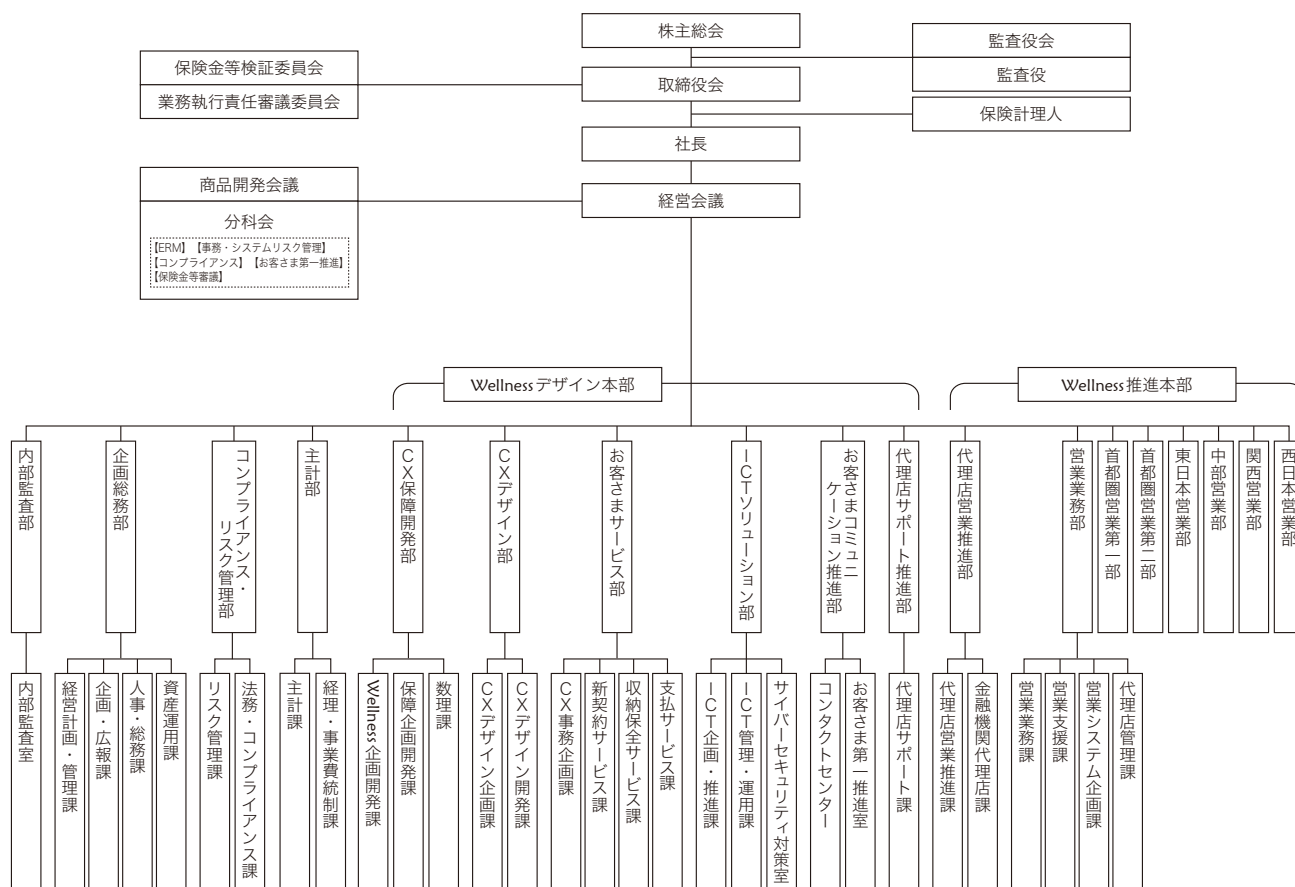 株主総会
監査役会
監査役
保険金等検証委員会
業務執行責任審議委員会
取締役会
保険計理人
社長
商品開発会議
経営会議
分科会
【ERM】【事務・システムリスク管理】
【コンプライアンス】【お客さま第一推進】
【保険金等審議】
Wellnessデザイン本部
Wellness推進本部
内部監査部
企画総務部
コンプライアンス・
リスク管理部
主計部
CX保障開発部
CXデザイン部
お客さまサービス部
ICTソリューション部
お客さまコミュニ
ケーション推進部
代理店サポート推進部
代理店営業推進部
営業業務部
首都圏営業第一部
首都圏営業第二部
東日本営業部
中部営業部
関西営業部
西日本営業部
内部監査室
経営計画・管理課
企画・広報課
人事・総務課
資産運用課
リスク管理課
法務・コンプライアンス課
主計課
経理・事業費統制課
Wellness企画開発課
保障企画開発課
数理課
CXデザイン企画課
CXデザイン開発課
CX事務企画課
新契約サービス課
収納保全サービス課
支払サービス課
ICT企画・推進課
ICT管理・運用課
サイバーセキュリティ対策室
コンタクトセンター
お客さま第一推進室
代理店サポート課
代理店営業推進課
金融機関代理店課
営業業務課
営業支援課
営業システム企画課
代理店管理課